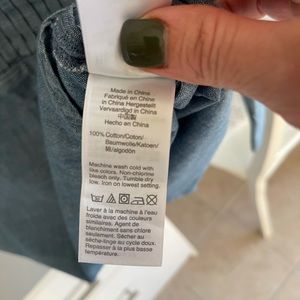 Made in China
Fabriqué en Chine
in China Hergestellt
Vervaardigd in China
中国製
Hecho en China
100% Cotton/Coton/
Baumwolle/Katoen/
綿/algodón
Machine wash cold with
like colors. Non-chlorine
bleach only. Tumble dry
low. Iron on lowest setting.
Laver à la machine à l'eau
froide avec des couleurs
similaires. Agent de
blanchiment sans chlore
seulement. Sécher au
sèche-linge au cycle doux.
Repasser à la plus basse
température.